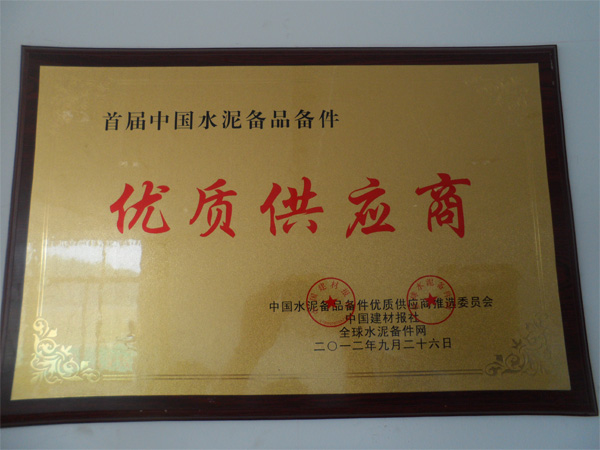 首届中国水泥备品备件
优质供应商
中国水泥备品备件优质供应商推选委员会
中国建材报社
全球水泥备件网
二〇一二年九月二十六日